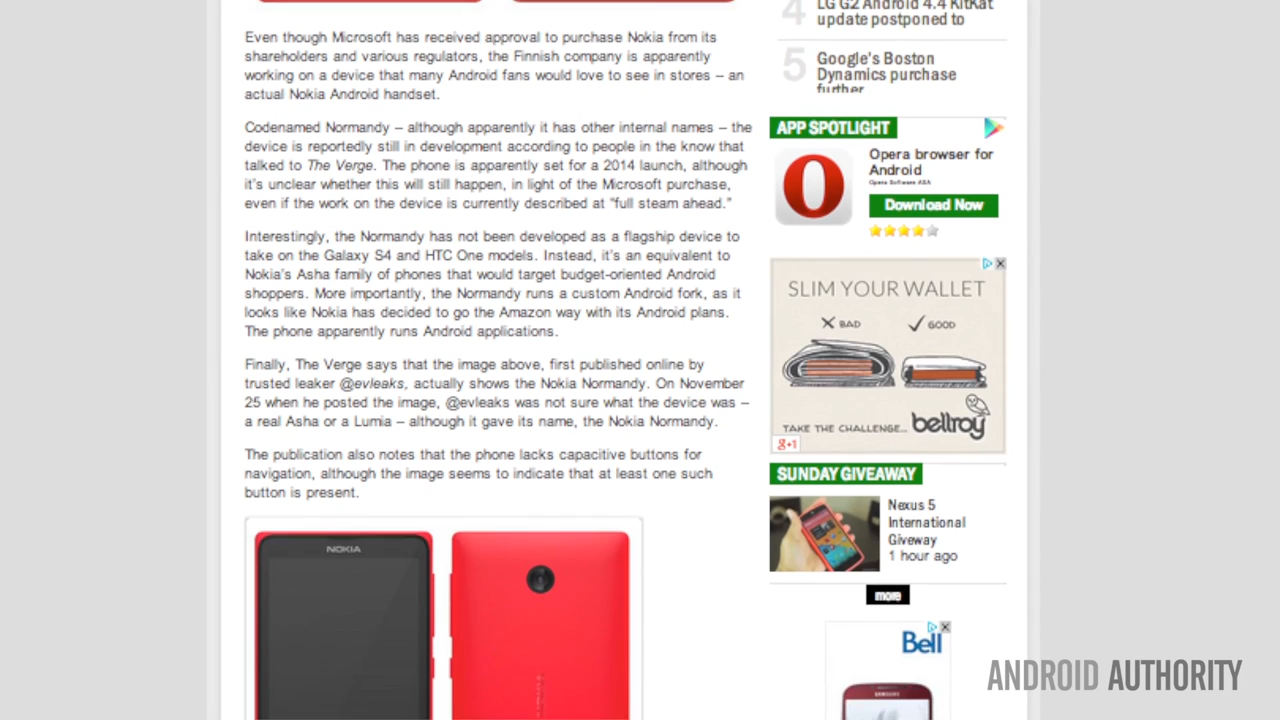 Even though Microsoft has received approval to purchase Nokia from its
shareholders and various regulators, the Finnish company is apparently
working on a device that many Android fans would love to see in stores – an
actual Nokia Android handset.
Codenamed Normandy – although apparently it has other internal names – the
device is reportedly still in development according to people in the know that
talked to The Verge. The phone is apparently set for a 2014 launch, although
it's unclear whether this will still happen, in light of the Microsoft purchase,
even if the work on the device is currently described at "full steam ahead."
Interestingly, the Normandy has not been developed as a flagship device to
take on the Galaxy S4 and HTC One models. Instead, it's an equivalent to
Nokia's Asha family of phones that would target budget-oriented Android
shoppers. More importantly, the Normandy runs a custom Android fork, as it
looks like Nokia has decided to go the Amazon way with its Android plans.
The phone apparently runs Android applications.
Finally, The Verge says that the image above, first published online by
trusted leaker @evleaks, actually shows the Nokia Normandy. On November
25 when he posted the image, @evleaks was not sure what the device was –
a real Asha or a Lumia – although it gave its name, the Nokia Normandy.
The publication also notes that the phone lacks capacitive buttons for
navigation, although the image seems to indicate that at least one such
button is present.
NOKIA
4 LG G2 Android 4.4 KitKat
update postponed to
5 Google's Boston
Dynamics purchase
further
APP SPOTLIGHT
Opera browser for
Android
Opera Software ASA
Download Now
SLIM YOUR WALLET
BAD GOOD
TAKE THE CHALLENGE... bellroy
g+1
SUNDAY GIVEAWAY
Nexus 5
International
Giveway
1 hour ago
more
Bell
SAMSUNG
ANDROID AUTHORITY